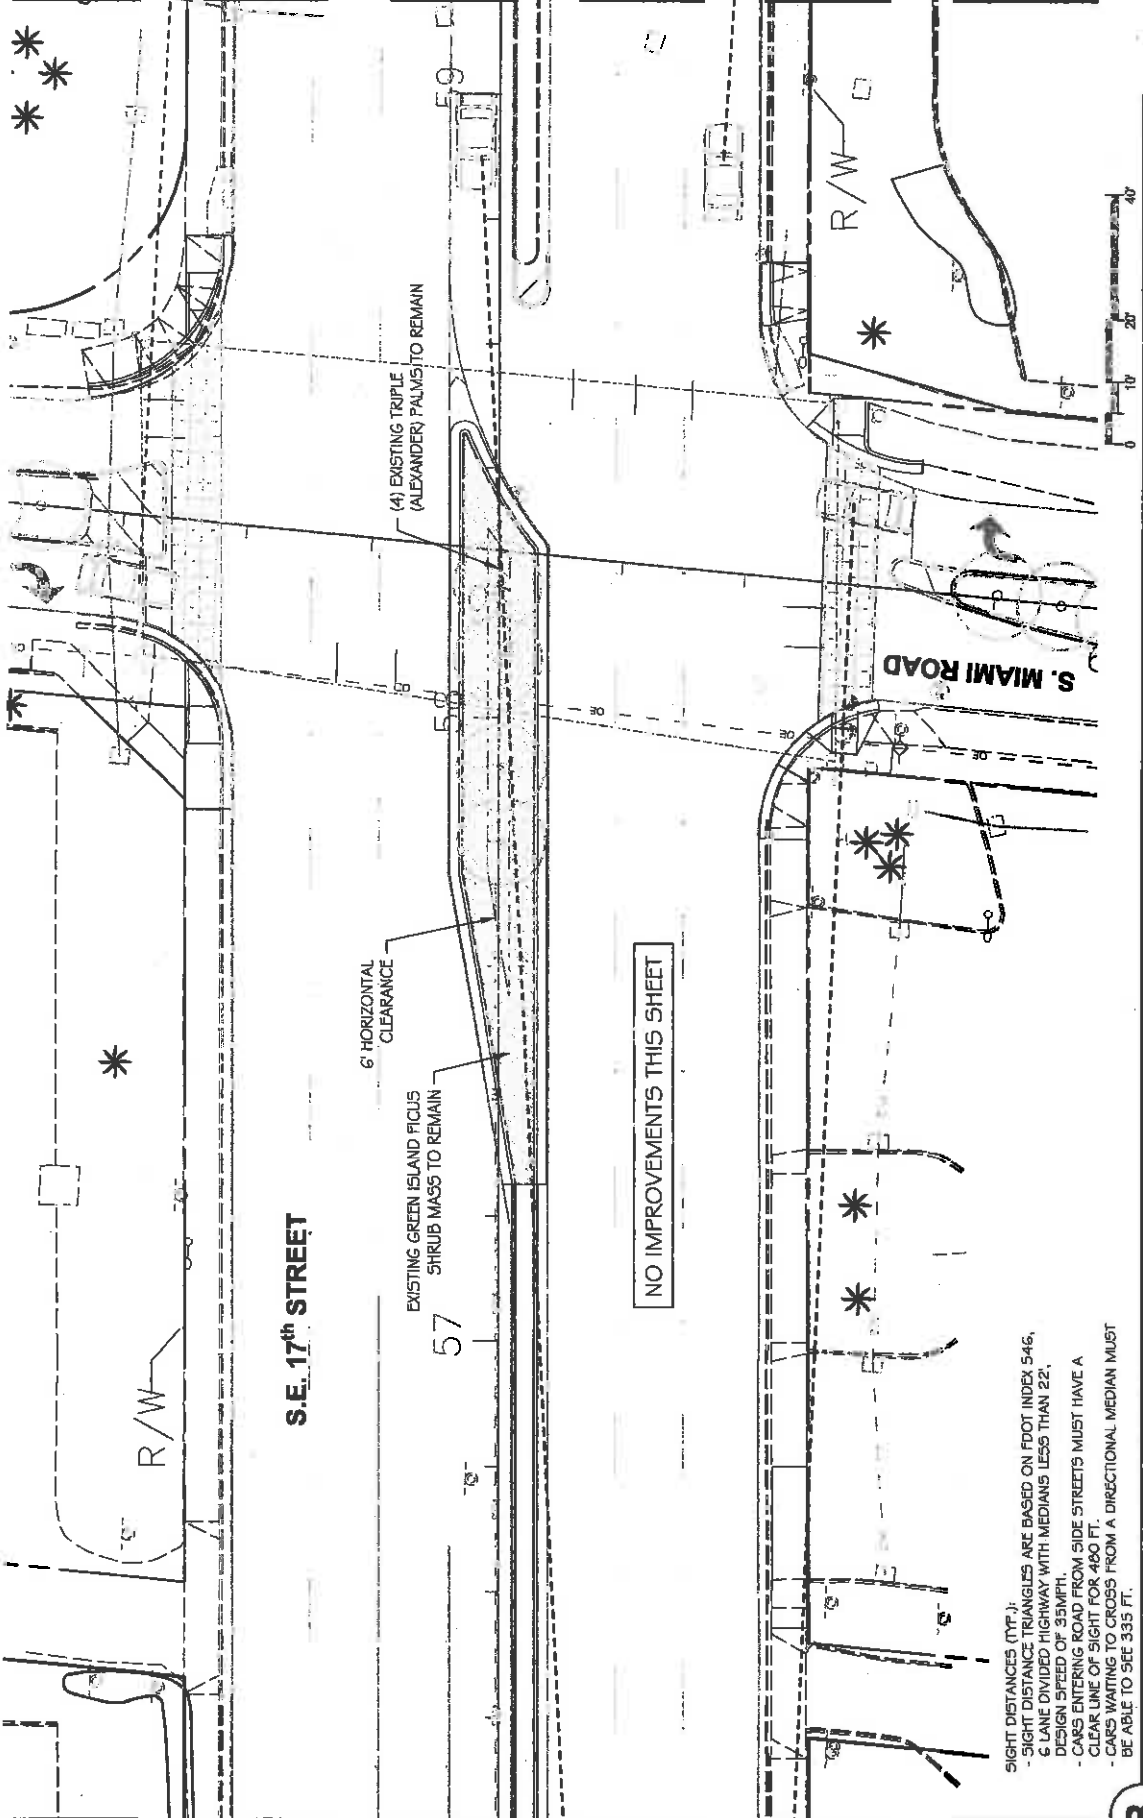 59
R/W
(4) EXISTING TRIPLE
(ALEXANDER) PALMS TO REMAIN
40'
20'
10'
0
58
OE
OE
OE
S. MIAMI ROAD
6' HORIZONTAL
CLEARANCE
EXISTING GREEN ISLAND FICUS
SHRUB MASS TO REMAIN
NO IMPROVEMENTS THIS SHEET
S.E. 17th STREET
57
R/W
SIGHT DISTANCES (TYP.):
- SIGHT DISTANCE TRIANGLES ARE BASED ON FDOT INDEX 546,
6 LANE DIVIDED HIGHWAY WITH MEDIANS LESS THAN 22',
DESIGN SPEED OF 35MPH.
- CARS ENTERING ROAD FROM SIDE STREETS MUST HAVE A
CLEAR LINE OF SIGHT FOR 480 FT.
- CARS WAITING TO CROSS FROM A DIRECTIONAL MEDIAN MUST
BE ABLE TO SEE 335 FT.